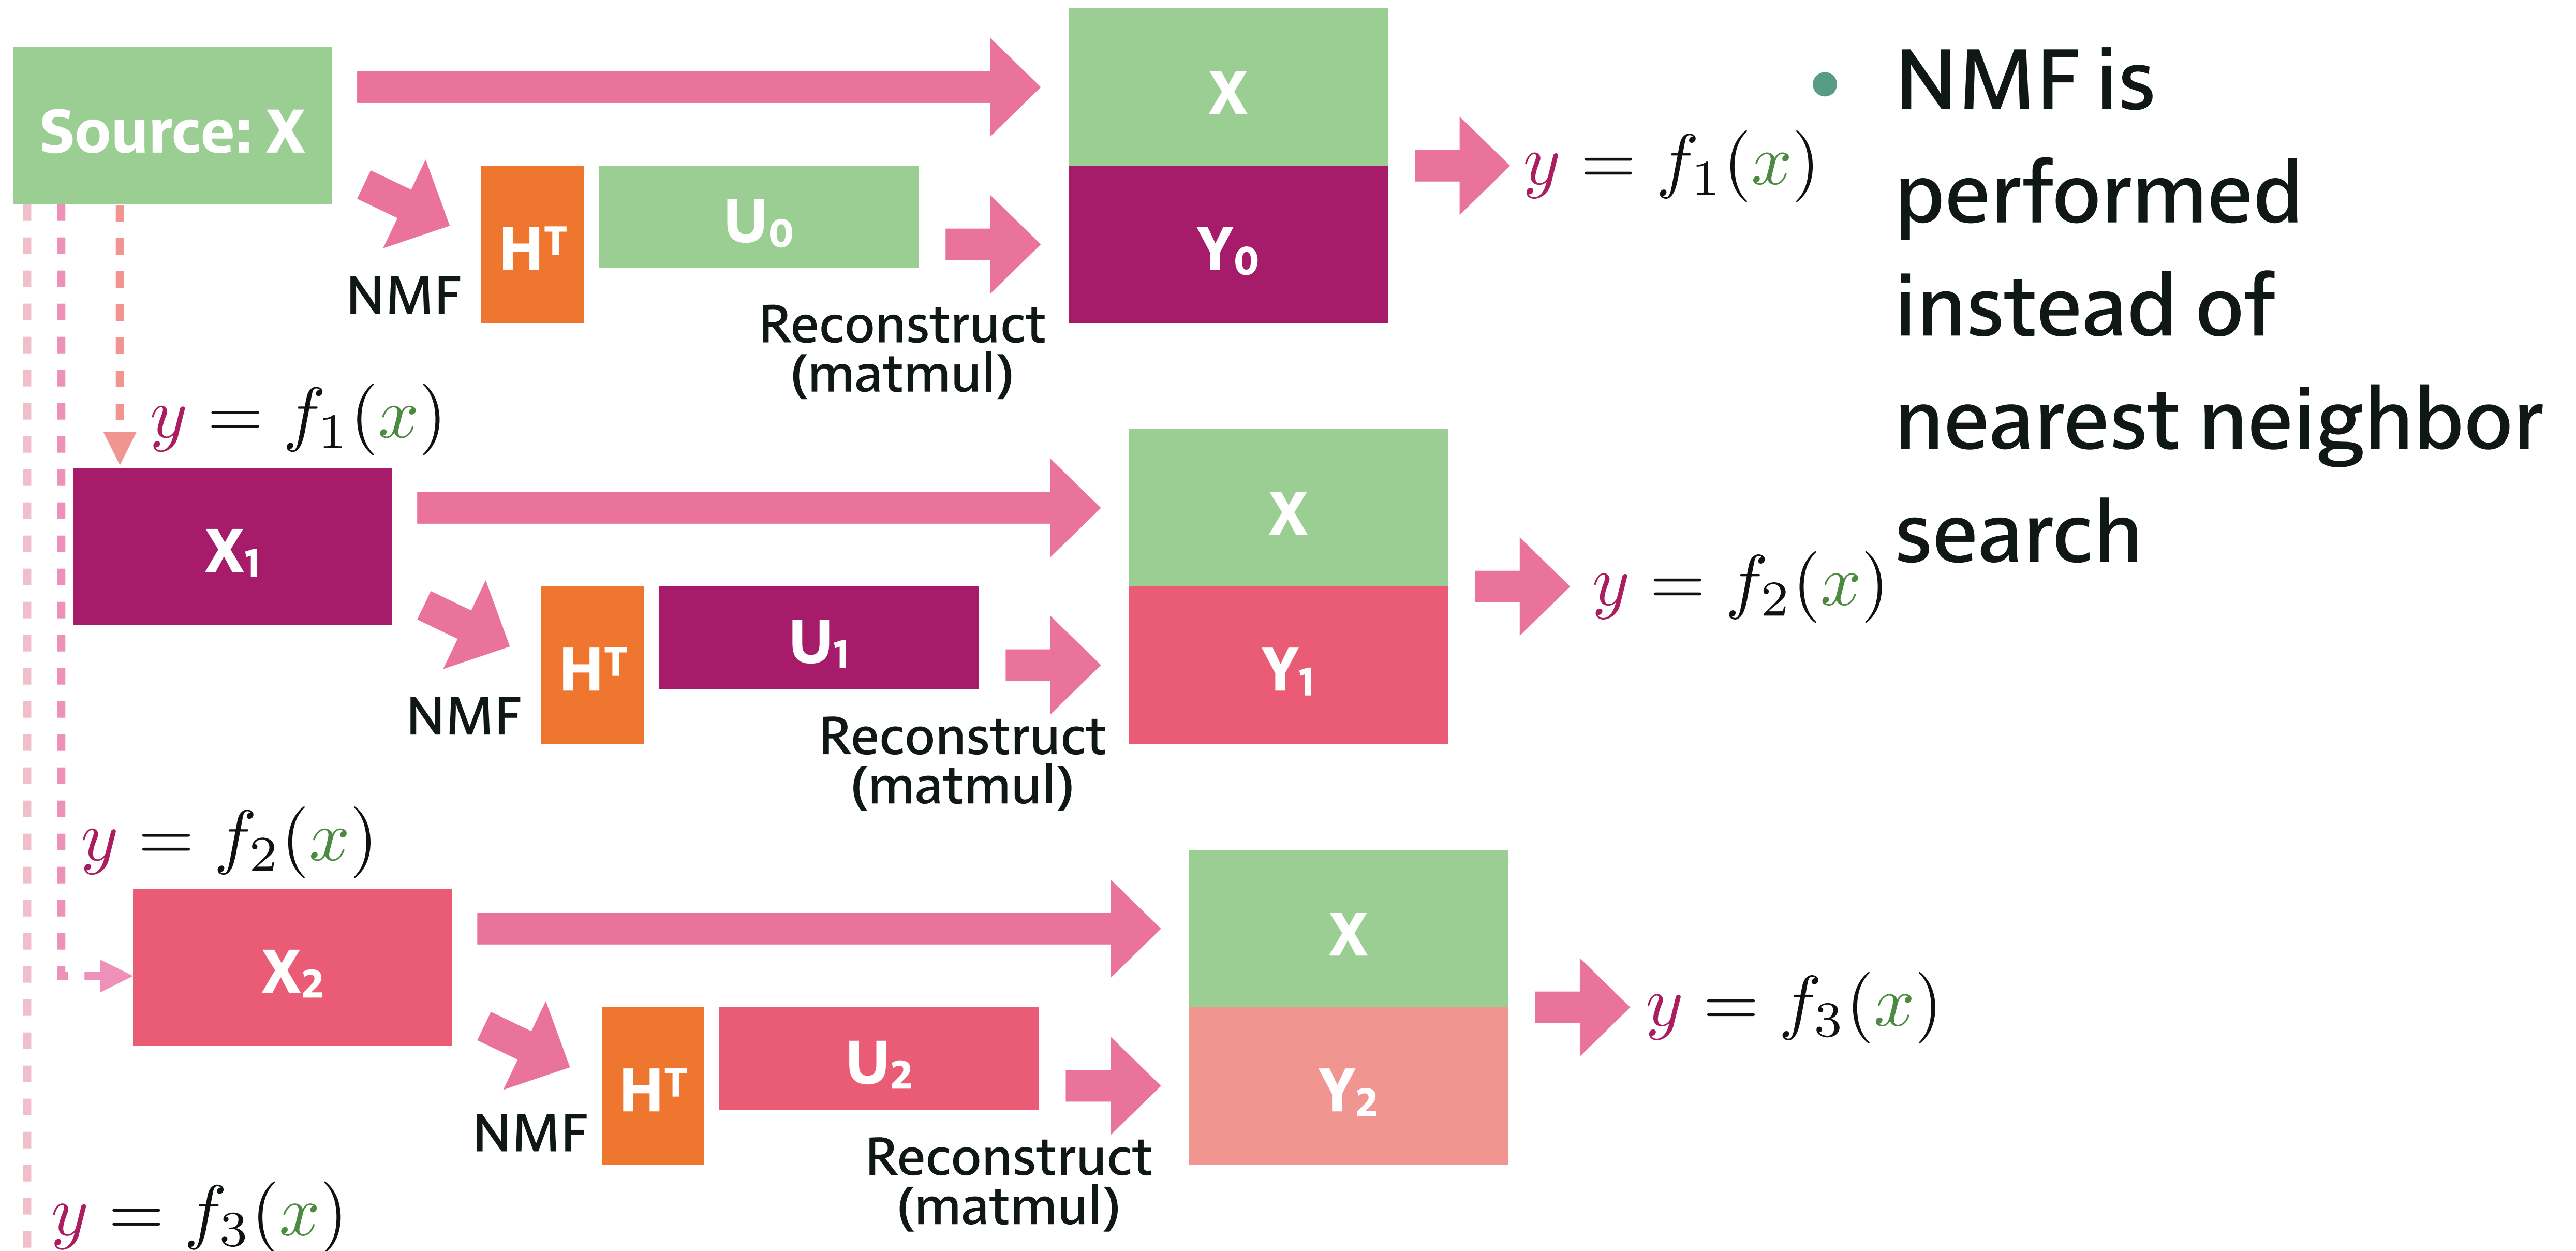 Source: X
X
y = f₁(x)
NMF
Hᵀ
U₀
Reconstruct
(matmul)
Y₀
y = f₁(x)
X₁
X
y = f₂(x)
NMF
Hᵀ
U₁
Reconstruct
(matmul)
Y₁
y = f₂(x)
X₂
X
y = f₃(x)
NMF
Hᵀ
U₂
Reconstruct
(matmul)
Y₂
y = f₃(x)
• NMF is
performed
instead of
nearest neighbor
search